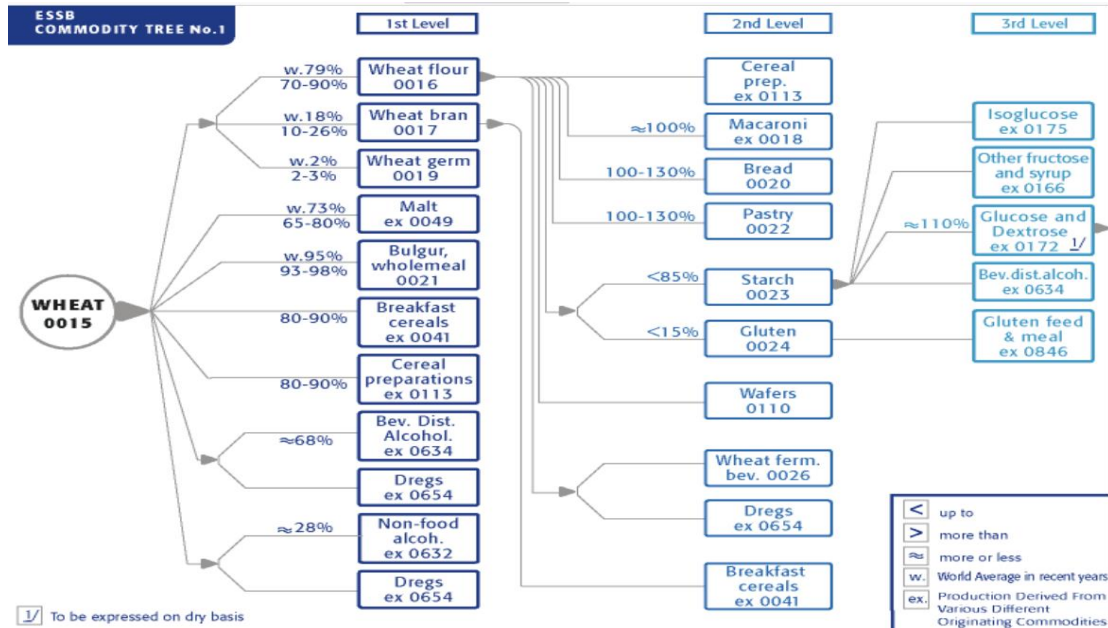 ESSB
COMMODITY TREE No.1
1st Level
2nd Level
3rd Level
WHEAT
0015
w.79%
70-90%
Wheat flour
0016
w.18%
10-26%
Wheat bran
0017
w.2%
2-3%
Wheat germ
0019
w.73%
65-80%
Malt
ex 0049
w.95%
93-98%
Bulgur,
wholemeal
0021
80-90%
Breakfast
cereals
ex 0041
80-90%
Cereal
preparations
ex 0113
≈68%
Bev. Dist.
Alcohol.
ex 0634
Dregs
ex 0654
≈28%
Non-food
alcoh.
ex 0632
Dregs
ex 0654
Cereal
prep.
ex 0113
≈100%
Macaroni
ex 0018
100-130%
Bread
0020
100-130%
Pastry
0022
<85%
Starch
0023
<15%
Gluten
0024
Wafers
0110
Wheat ferm.
bev. 0026
Dregs
ex 0654
Breakfast
cereals
ex 0041
Isoglucose
ex 0175
Other fructose
and syrup
ex 0166
≈110%
Glucose and
Dextrose
ex 0172 1/
Bev.dist.alcoh.
ex 0634
Gluten feed
& meal
ex 0846
< up to
> more than
≈ more or less
w. World Average in recent years
ex. Production Derived From
Various Different
Originating Commodities
1/ To be expressed on dry basis